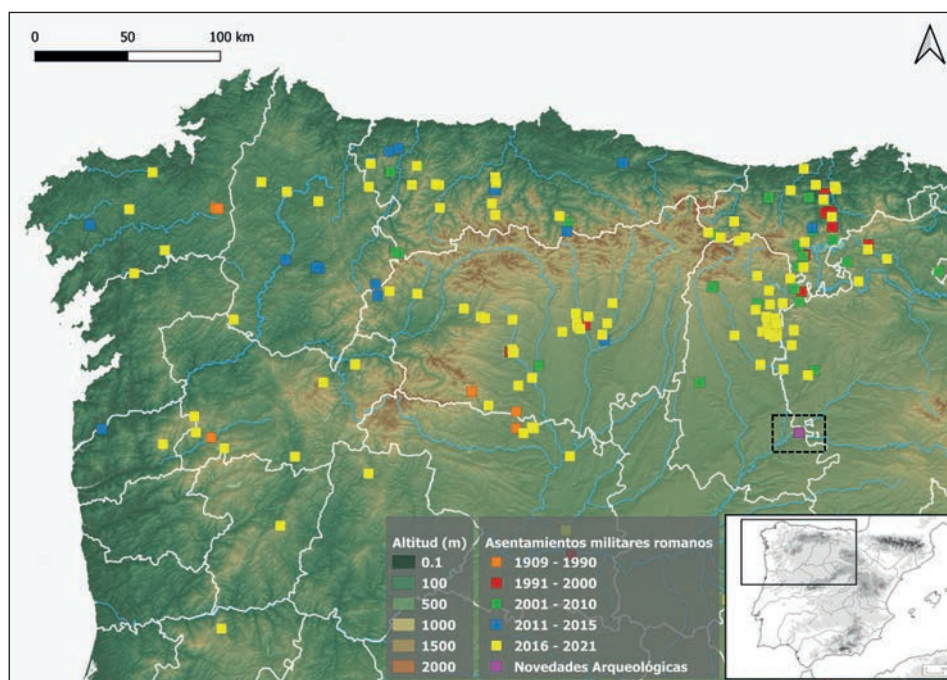 0 50 100 km
Altitud (m)
0.1
100
500
1000
1500
2000
Asentamientos militares romanos
1909 - 1990
1991 - 2000
2001 - 2010
2011 - 2015
2016 - 2021
Novedades Arqueológicas